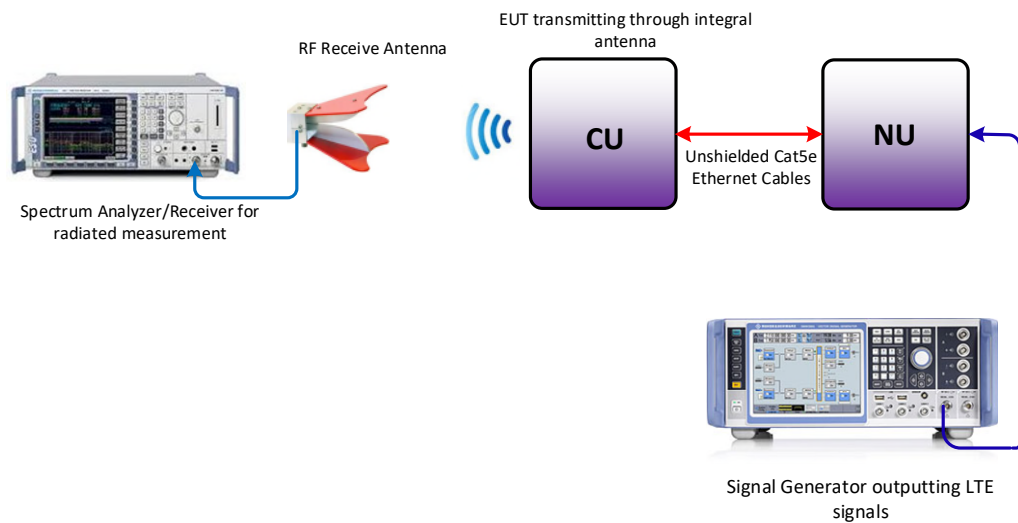 EUT transmitting through integral
antenna
RF Receive Antenna
CU
NU
Unshielded Cat5e
Ethernet Cables
Spectrum Analyzer/Receiver for
radiated measurement
Signal Generator outputting LTE
signals